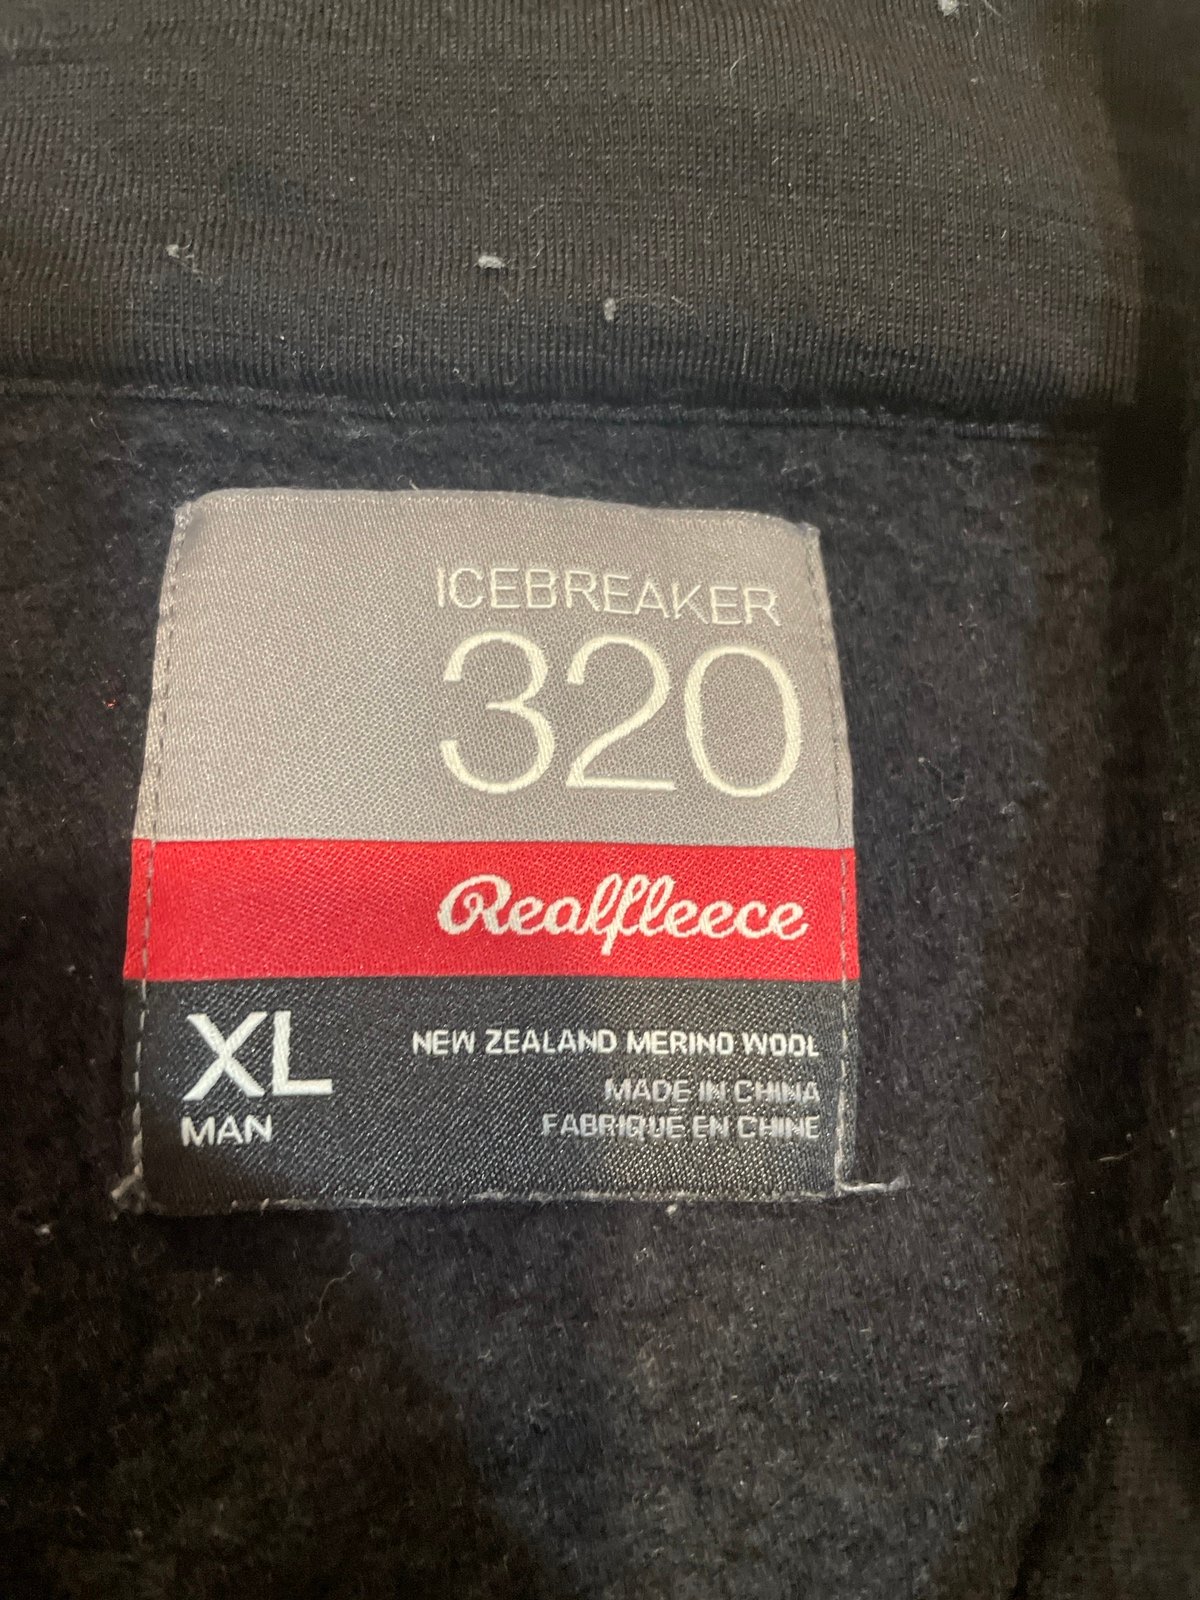 ICEBREAKER
320
Realfleece
XL
MAN
NEW ZEALAND MERINO WOOL
MADE IN CHINA
FABRIQUÉ EN CHINE